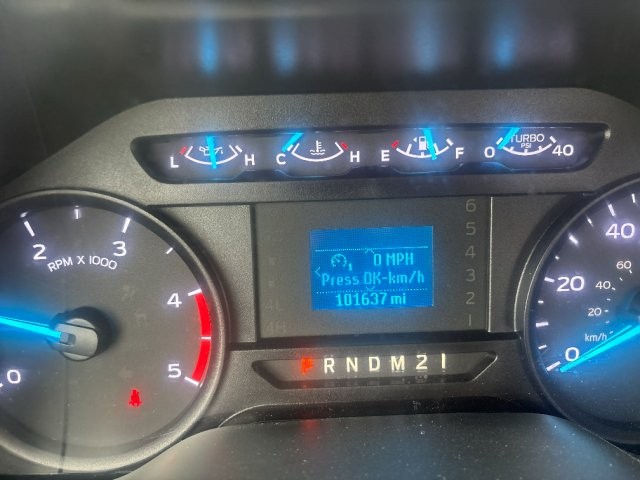 L H C H E F 0 TURBO PSI 40
2 3 4 5 0
RPM X 1000
0 MPH
Press OK-km/h
101637 mi
6
5
4
3
2
1
P R N D M 2 1
40
20
0
60
40
20
km/h
0